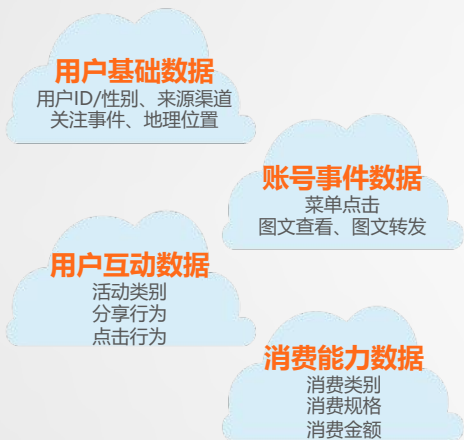 用户基础数据
用户ID/性别、来源渠道
关注事件、地理位置
账号事件数据
菜单点击
图文查看、图文转发
用户互动数据
活动类别
分享行为
点击行为
消费能力数据
消费类别
消费规格
消费金额